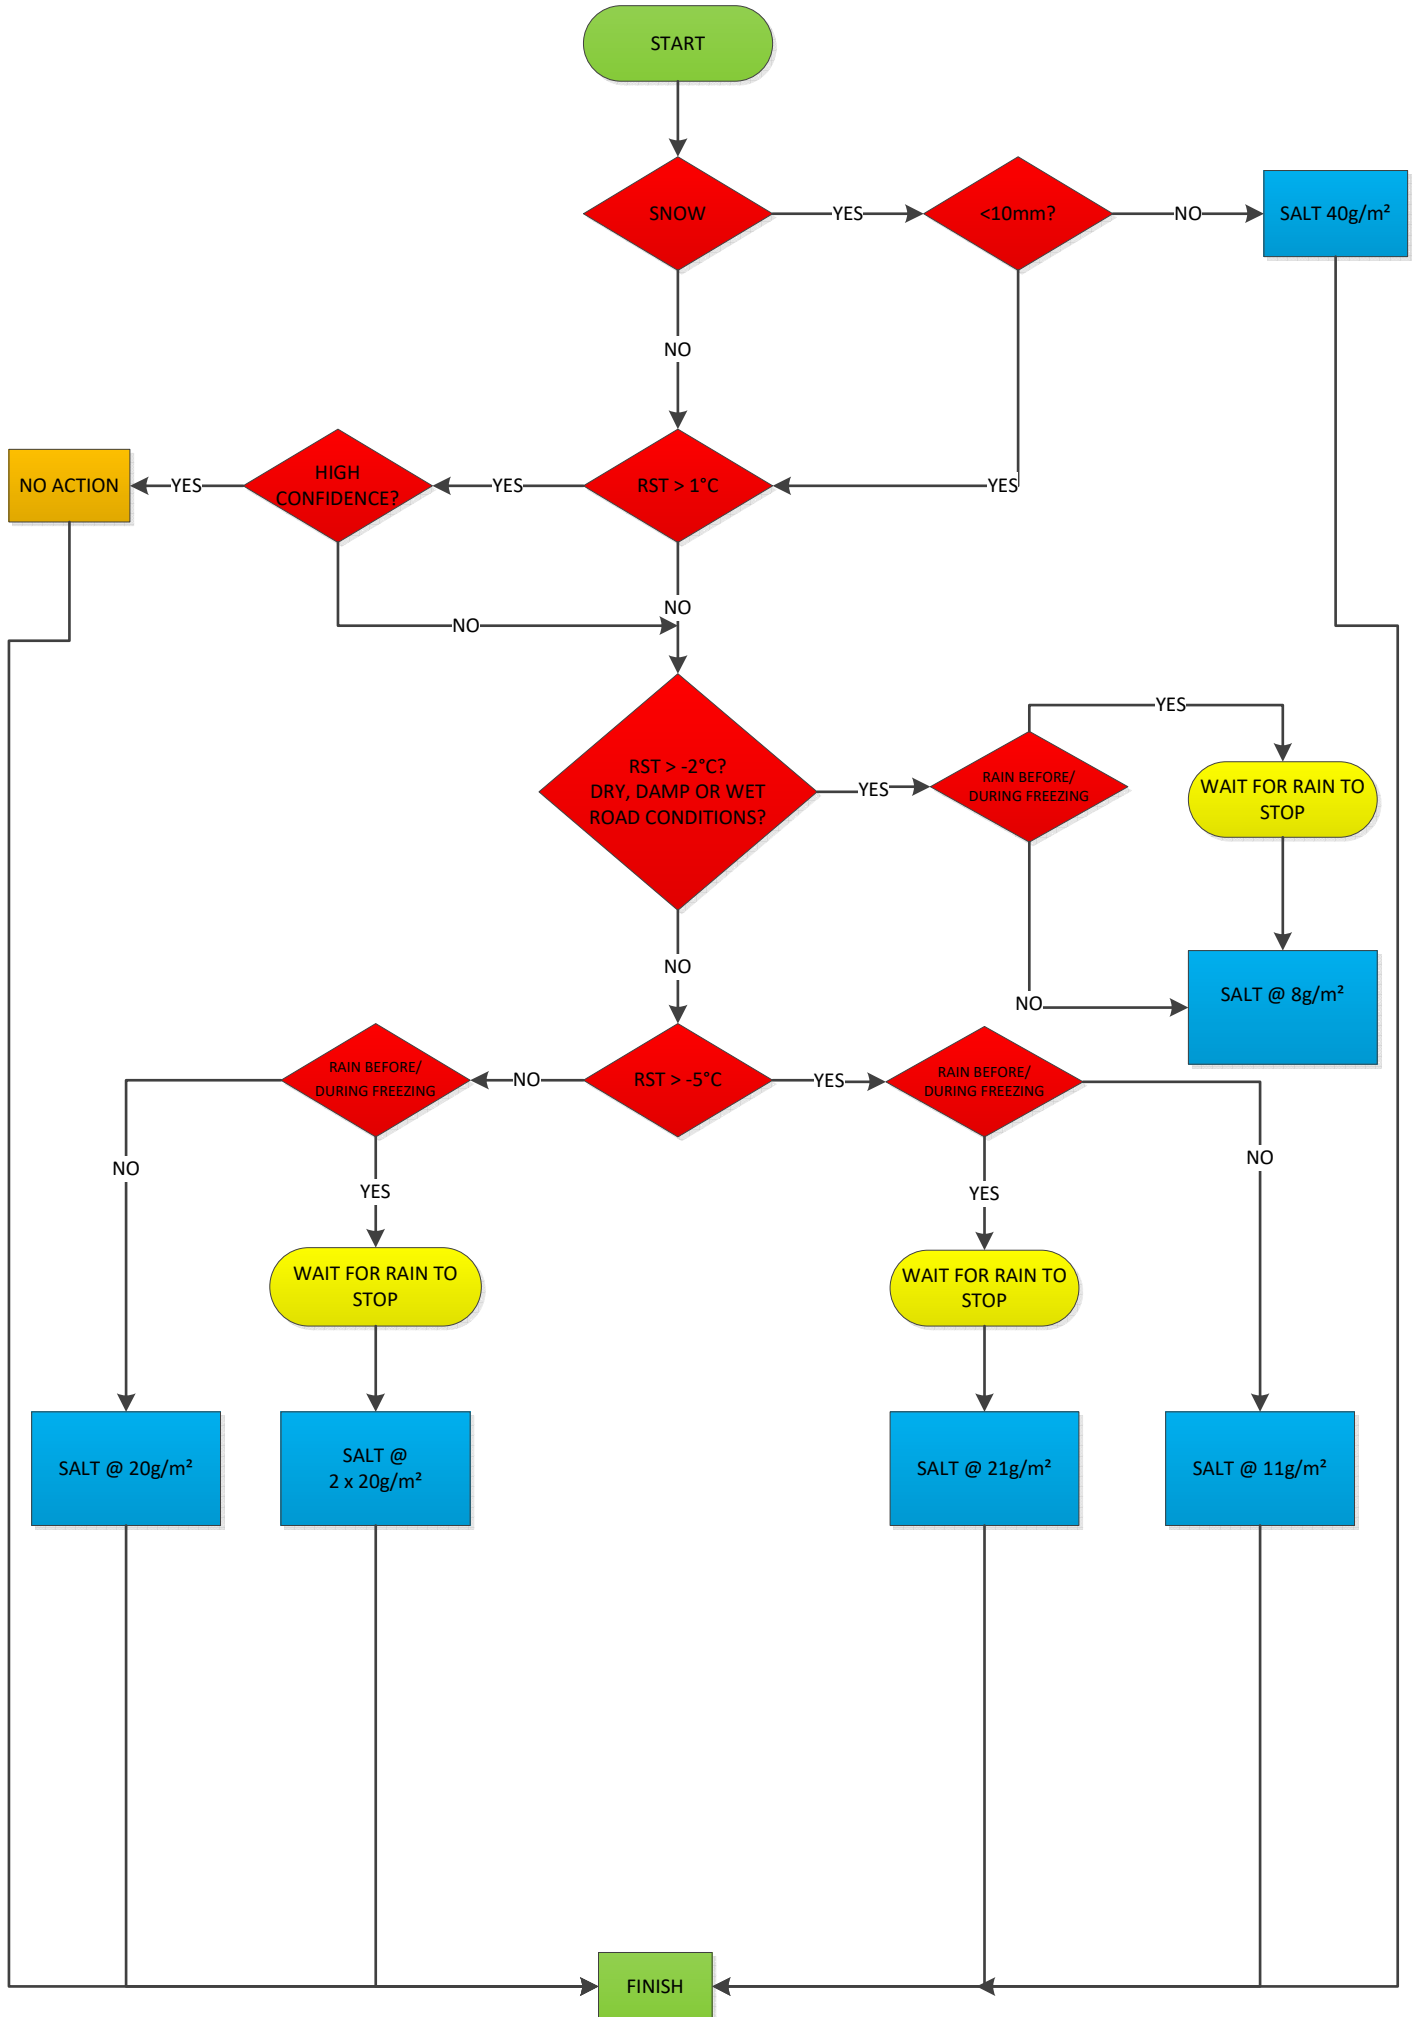 START
SNOW
YES
<10mm?
NO
SALT 40g/m²
NO
NO ACTION
YES
HIGH
CONFIDENCE?
YES
RST > 1°C
YES
NO
NO
RST > -2°C?
DRY, DAMP OR WET
ROAD CONDITIONS?
YES
RAIN BEFORE/
DURING FREEZING
YES
WAIT FOR RAIN TO
STOP
NO
NO
SALT @ 8g/m²
RAIN BEFORE/
DURING FREEZING
NO
RST > -5°C
YES
RAIN BEFORE/
DURING FREEZING
NO
YES
YES
NO
WAIT FOR RAIN TO
STOP
WAIT FOR RAIN TO
STOP
SALT @ 20g/m²
SALT @
2 x 20g/m²
SALT @ 21g/m²
SALT @ 11g/m²
FINISH